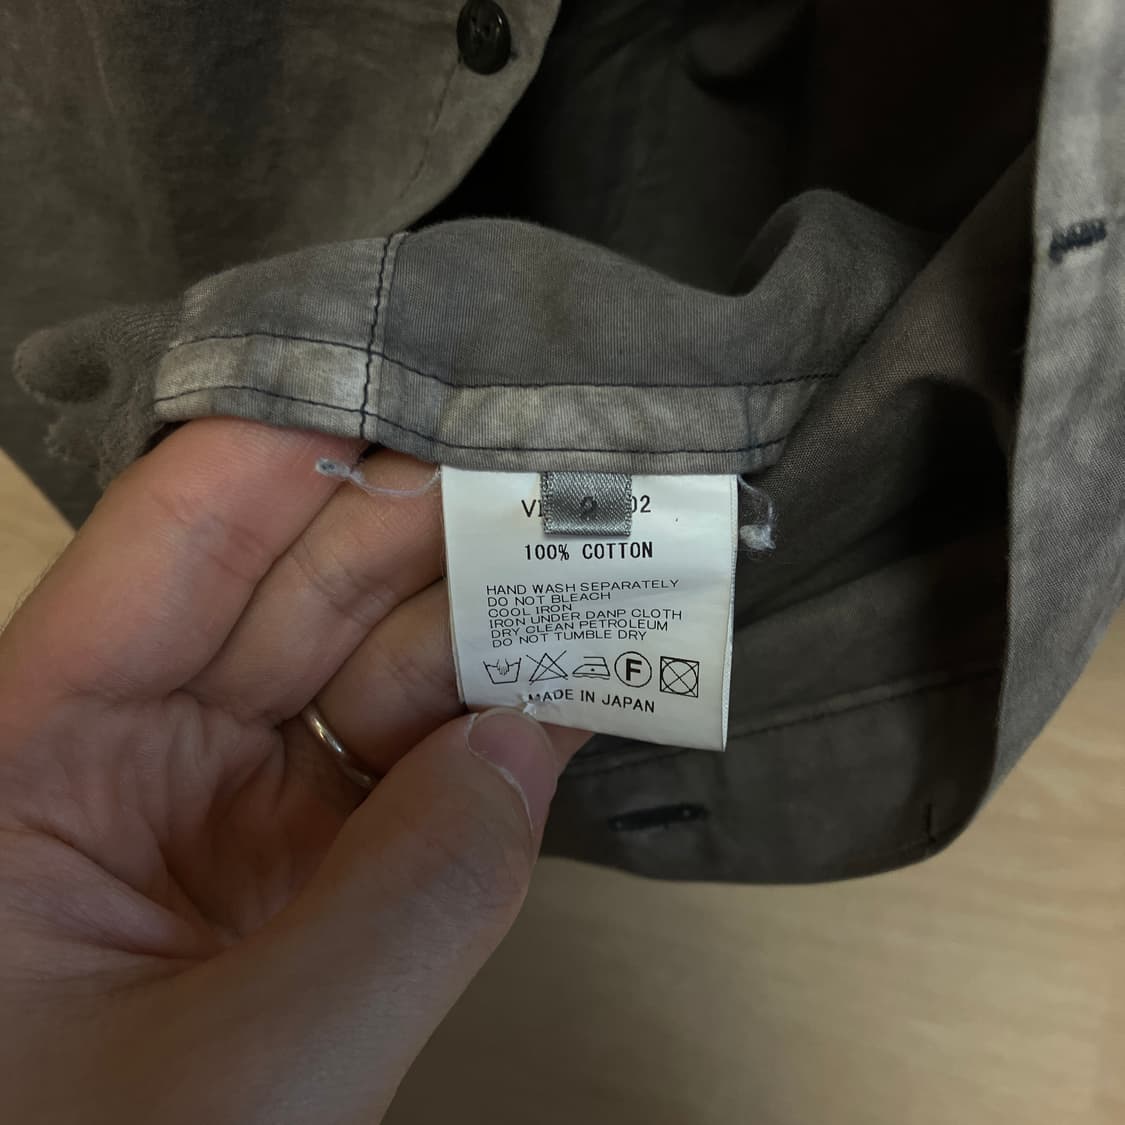 2
100% COTTON
HAND WASH SEPARATELY
DO NOT BLEACH
COOL IRON
IRON UNDER DANP CLOTH
DRY CLEAN PETROLEUM
DO NOT TUMBLE DRY
F
MADE IN JAPAN